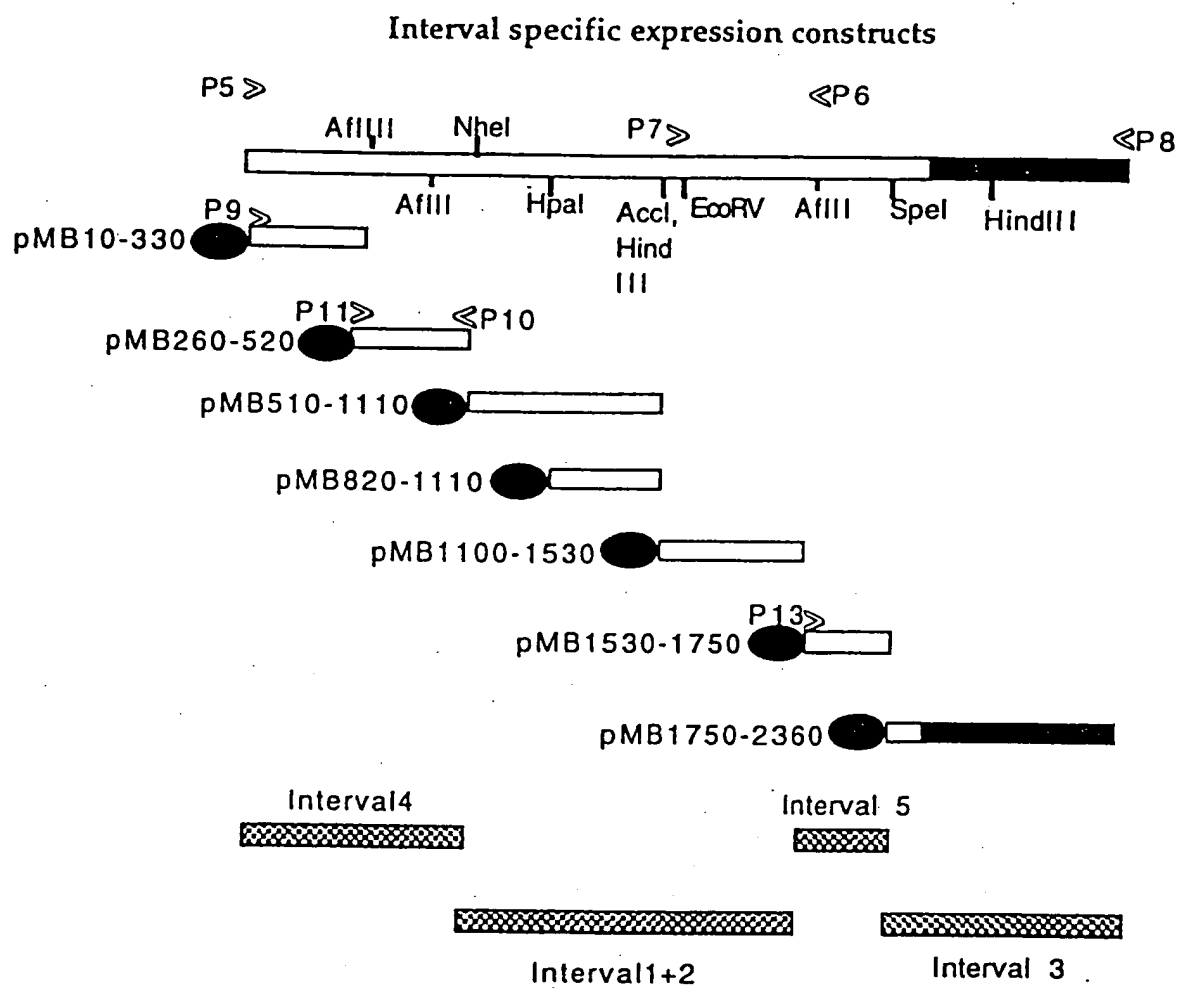 Interval specific expression constructs
P5
P6
AflIII
NheI
P7
P8
AflII
HpaI
AccI,
Hind
III
EcoRV
AflII
SpeI
HindIII
P9
pMB10-330
P11
P10
pMB260-520
pMB510-1110
pMB820-1110
pMB1100-1530
P13
pMB1530-1750
pMB1750-2360
Interval4
Interval 5
Interval1+2
Interval 3